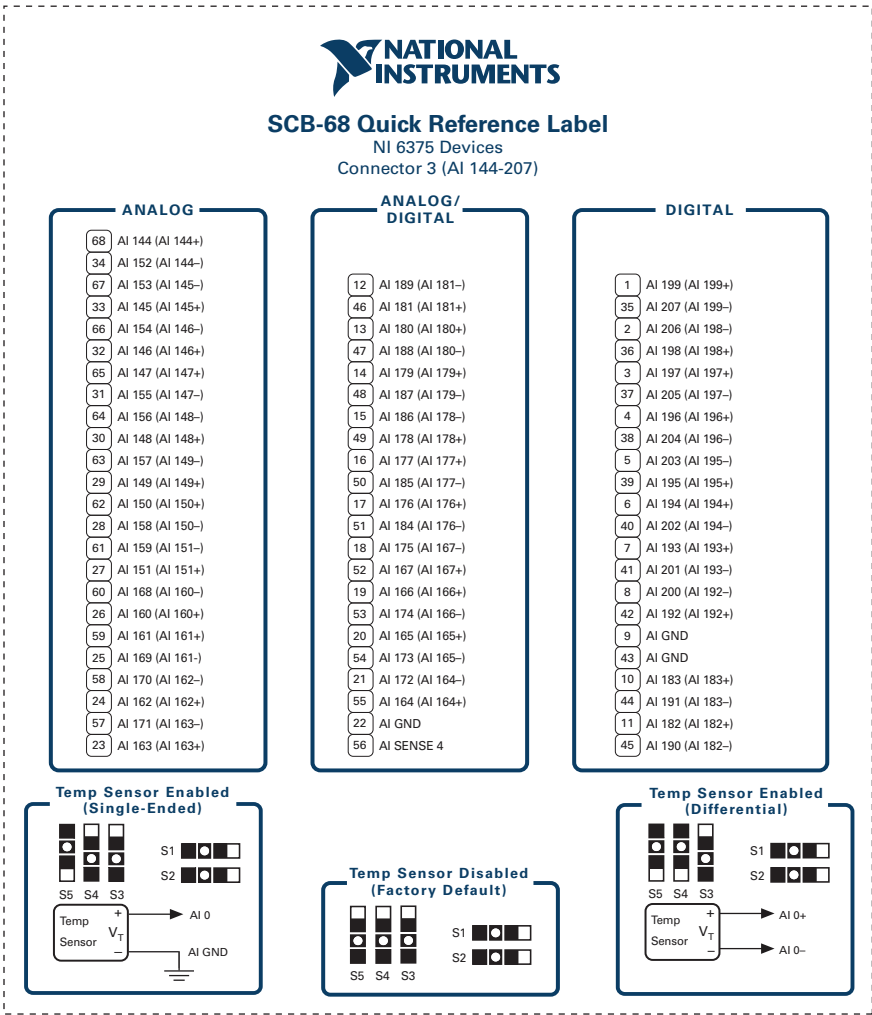 NATIONAL
INSTRUMENTS
SCB-68 Quick Reference Label
NI 6375 Devices
Connector 3 (AI 144-207)
ANALOG
68 AI 144 (AI 144+)
34 AI 152 (AI 144–)
67 AI 153 (AI 145–)
33 AI 145 (AI 145+)
66 AI 154 (AI 146–)
32 AI 146 (AI 146+)
65 AI 147 (AI 147+)
31 AI 155 (AI 147–)
64 AI 156 (AI 148–)
30 AI 148 (AI 148+)
63 AI 157 (AI 149–)
29 AI 149 (AI 149+)
62 AI 150 (AI 150+)
28 AI 158 (AI 150–)
61 AI 159 (AI 151–)
27 AI 151 (AI 151+)
60 AI 168 (AI 160–)
26 AI 160 (AI 160+)
59 AI 161 (AI 161+)
25 AI 169 (AI 161-)
58 AI 170 (AI 162–)
24 AI 162 (AI 162+)
57 AI 171 (AI 163–)
23 AI 163 (AI 163+)
ANALOG/
DIGITAL
12 AI 189 (AI 181–)
46 AI 181 (AI 181+)
13 AI 180 (AI 180+)
47 AI 188 (AI 180–)
14 AI 179 (AI 179+)
48 AI 187 (AI 179–)
15 AI 186 (AI 178–)
49 AI 178 (AI 178+)
16 AI 177 (AI 177+)
50 AI 185 (AI 177–)
17 AI 176 (AI 176+)
51 AI 184 (AI 176–)
18 AI 175 (AI 167–)
52 AI 167 (AI 167+)
19 AI 166 (AI 166+)
53 AI 174 (AI 166–)
20 AI 165 (AI 165+)
54 AI 173 (AI 165–)
21 AI 172 (AI 164–)
55 AI 164 (AI 164+)
22 AI GND
56 AI SENSE 4
DIGITAL
1 AI 199 (AI 199+)
35 AI 207 (AI 199–)
2 AI 206 (AI 198–)
36 AI 198 (AI 198+)
3 AI 197 (AI 197+)
37 AI 205 (AI 197–)
4 AI 196 (AI 196+)
38 AI 204 (AI 196–)
5 AI 203 (AI 195–)
39 AI 195 (AI 195+)
6 AI 194 (AI 194+)
40 AI 202 (AI 194–)
7 AI 193 (AI 193+)
41 AI 201 (AI 193–)
8 AI 200 (AI 192–)
42 AI 192 (AI 192+)
9 AI GND
43 AI GND
10 AI 183 (AI 183+)
44 AI 191 (AI 183–)
11 AI 182 (AI 182+)
45 AI 190 (AI 182–)
Temp Sensor Enabled
(Single-Ended)
S1
S2
S5 S4 S3
Temp
Sensor
+
VT
–
AI 0
AI GND
Temp Sensor Disabled
(Factory Default)
S1
S2
S5 S4 S3
Temp Sensor Enabled
(Differential)
S1
S2
S5 S4 S3
Temp
Sensor
+
VT
–
AI 0+
AI 0–